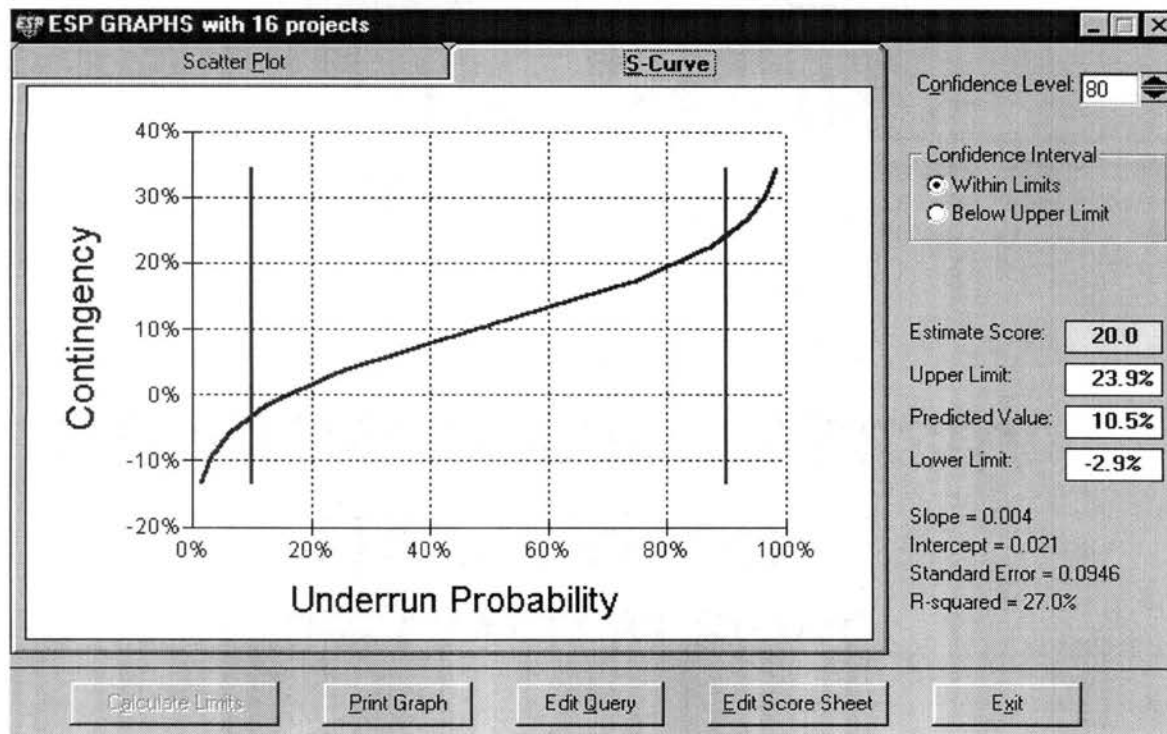 ESP ESP GRAPHS with 16 projects
Scatter Plot
S-Curve
Confidence Level: 80
Confidence Interval
Within Limits
Below Upper Limit
40%
30%
20%
10%
0%
-10%
-20%
Contingency
0% 20% 40% 60% 80% 100%
Underrun Probability
Estimate Score: 20.0
Upper Limit: 23.9%
Predicted Value: 10.5%
Lower Limit: -2.9%
Slope = 0.004
Intercept = 0.021
Standard Error = 0.0946
R-squared = 27.0%
Calculate Limits
Print Graph
Edit Query
Edit Score Sheet
Exit